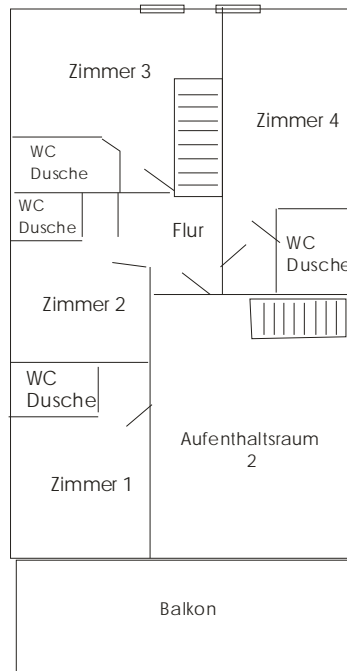 Zimmer 3
Zimmer 4
WC
Dusche
WC
Dusche
Flur
WC
Dusche
Zimmer 2
WC
Dusche
Aufenthaltsraum
2
Zimmer 1
Balkon